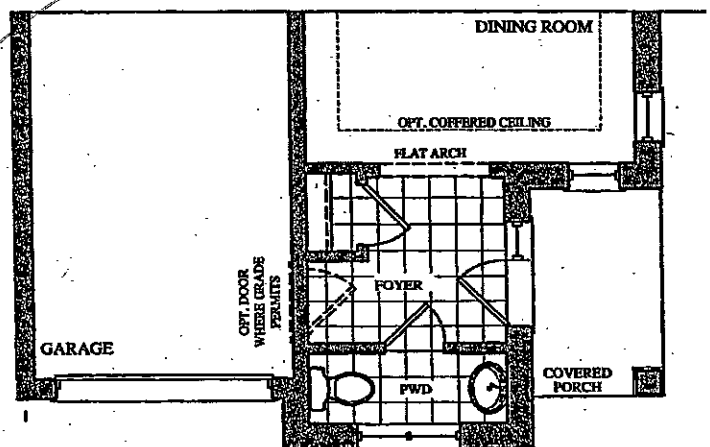 DINING ROOM
OPT. COFFERED CEILING
FLAT ARCH
OPT. DOOR
WHERE GRADE
PERMITS
FOYER
GARAGE
PWD
COVERED
PORCH